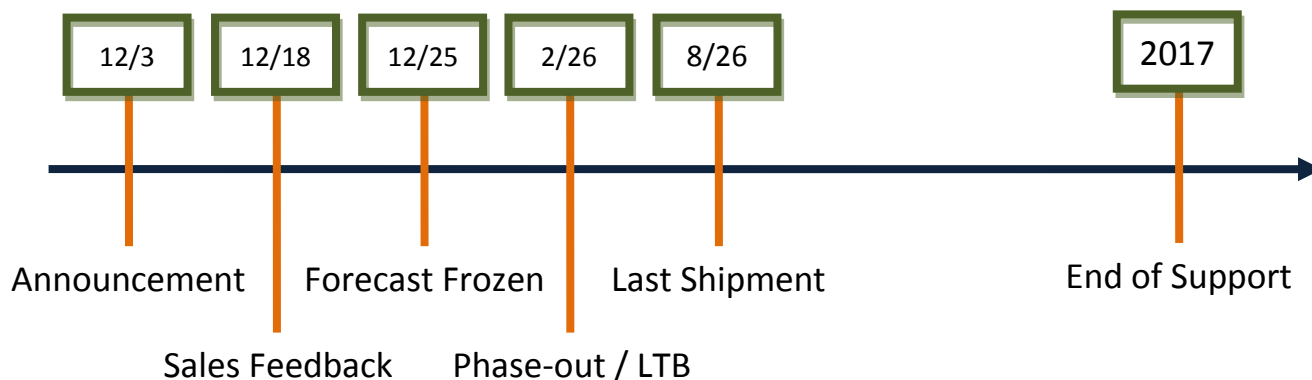 12/3
12/18
12/25
2/26
8/26
2017
Announcement
Forecast Frozen
Last Shipment
End of Support
Sales Feedback
Phase-out / LTB